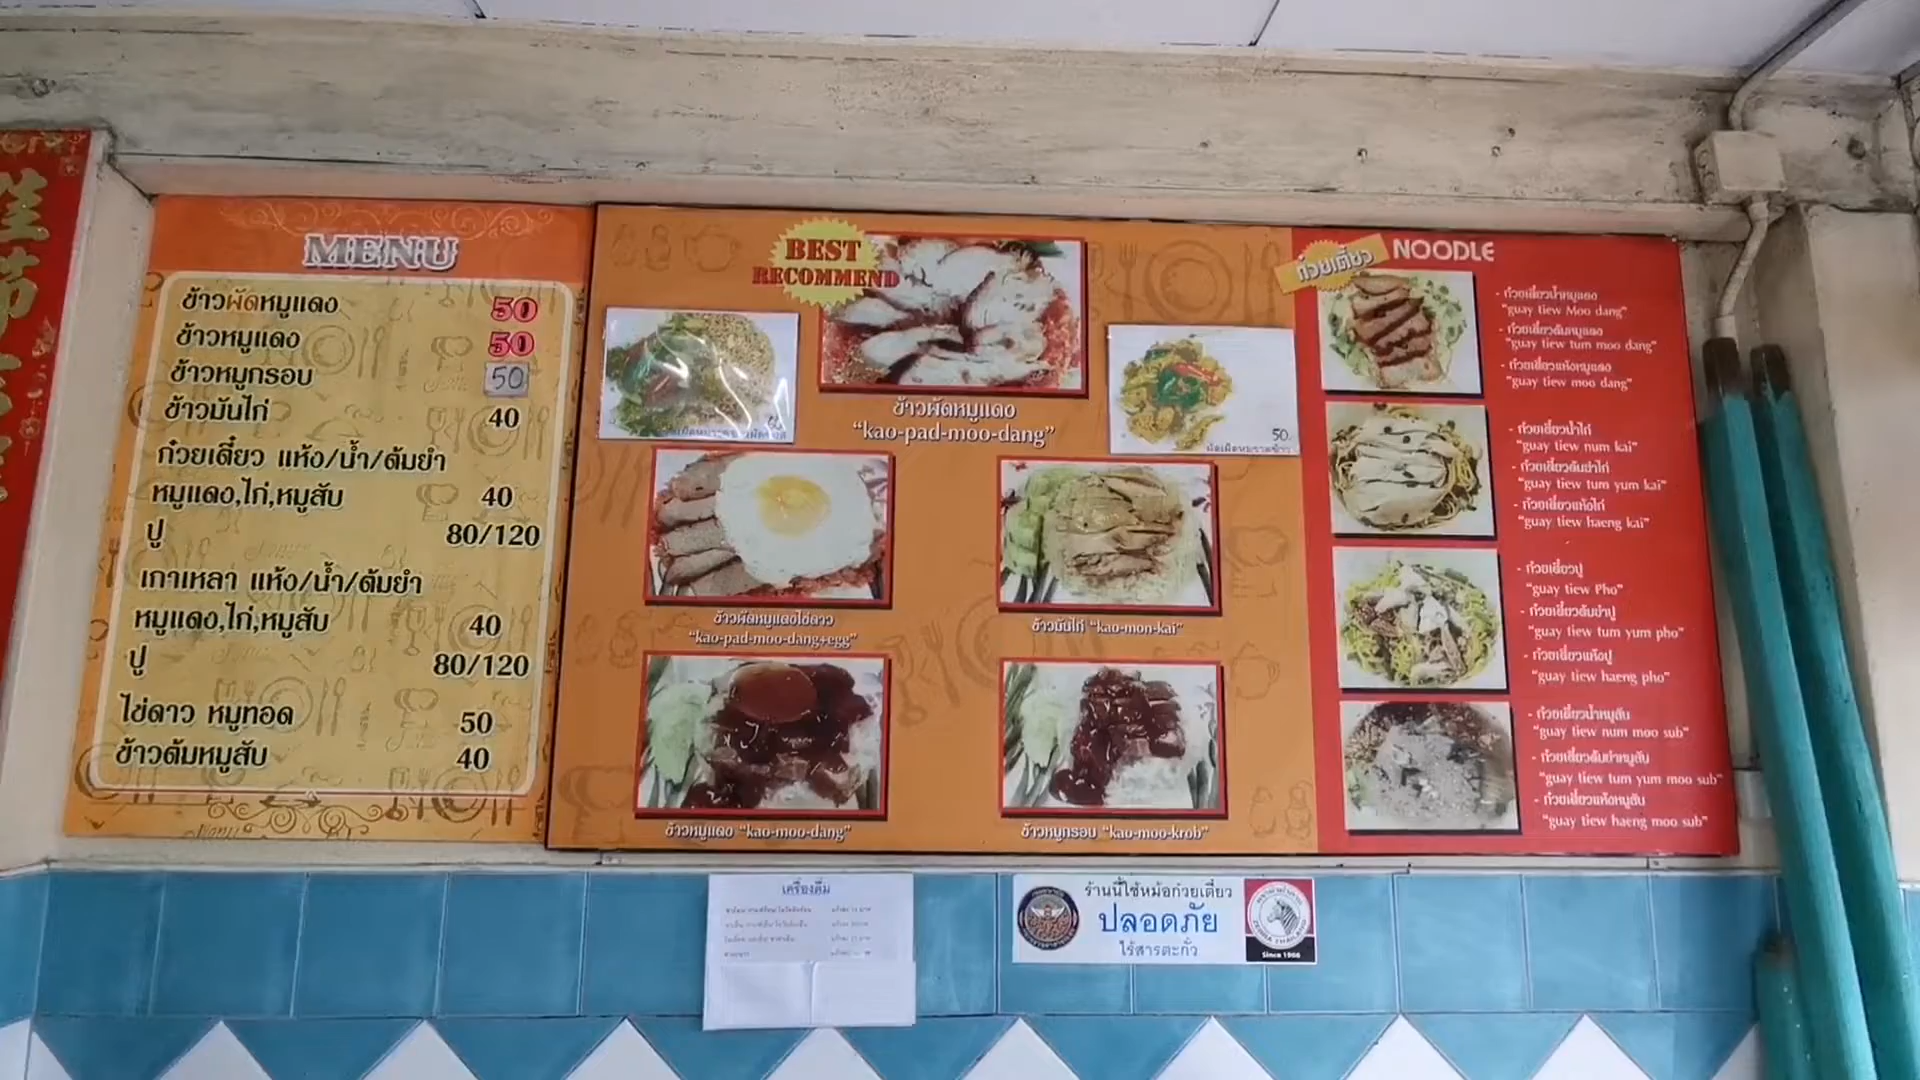 佳
節
MENU
ข้าวผัดหมูแดง 50
ข้าวหมูแดง 50
ข้าวหมูกรอบ 50
ข้าวมันไก่ 40
ก๋วยเตี๋ยว แห้ง/น้ำ/ต้มยำ
หมูแดง,ไก่,หมูสับ 40
ปู 80/120
เกาเหลา แห้ง/น้ำ/ต้มยำ
หมูแดง,ไก่,หมูสับ 40
ปู 80/120
ไข่ดาว หมูทอด 50
ข้าวต้มหมูสับ 40
BEST
RECOMMEND
ข้าวผัดหมูแดง
"kao-pad-moo-dang"
50.
ข้าวผัดหมูแดงไข่ดาว
"kao-pad-moo-dang+egg"
ข้าวมันไก่ "kao-mon-kai"
ข้าวหมูแดง "kao-moo-dang"
ข้าวหมูกรอบ "kao-moo-krob"
ก๋วยเตี๋ยว NOODLE
- ก๋วยเตี๋ยวน้ำหมูแดง
"guay tiew Moo dang"
- ก๋วยเตี๋ยวต้มหมูแดง
"guay tiew tum moo dang"
- ก๋วยเตี๋ยวแห้งหมูแดง
"guay tiew moo dang"
- ก๋วยเตี๋ยวน้ำไก่
"guay tiew num kai"
- ก๋วยเตี๋ยวต้มยำไก่
"guay tiew tum yum kai"
- ก๋วยเตี๋ยวแห้งไก่
"guay tiew haeng kai"
- ก๋วยเตี๋ยวปู
"guay tiew Pho"
- ก๋วยเตี๋ยวต้มยำปู
"guay tiew tum yum pho"
- ก๋วยเตี๋ยวแห้งปู
"guay tiew haeng pho"
- ก๋วยเตี๋ยวน้ำหมูสับ
"guay tiew num moo sub"
- ก๋วยเตี๋ยวต้มยำหมูสับ
"guay tiew tum yum moo sub"
- ก๋วยเตี๋ยวแห้งหมูสับ
"guay tiew haeng moo sub"
เครื่องดื่ม
ร้านนี้ใช้หม้อก๋วยเตี๋ยว
ปลอดภัย
ไร้สารตะกั่ว
ZEBRA THAILAND
Since 1966